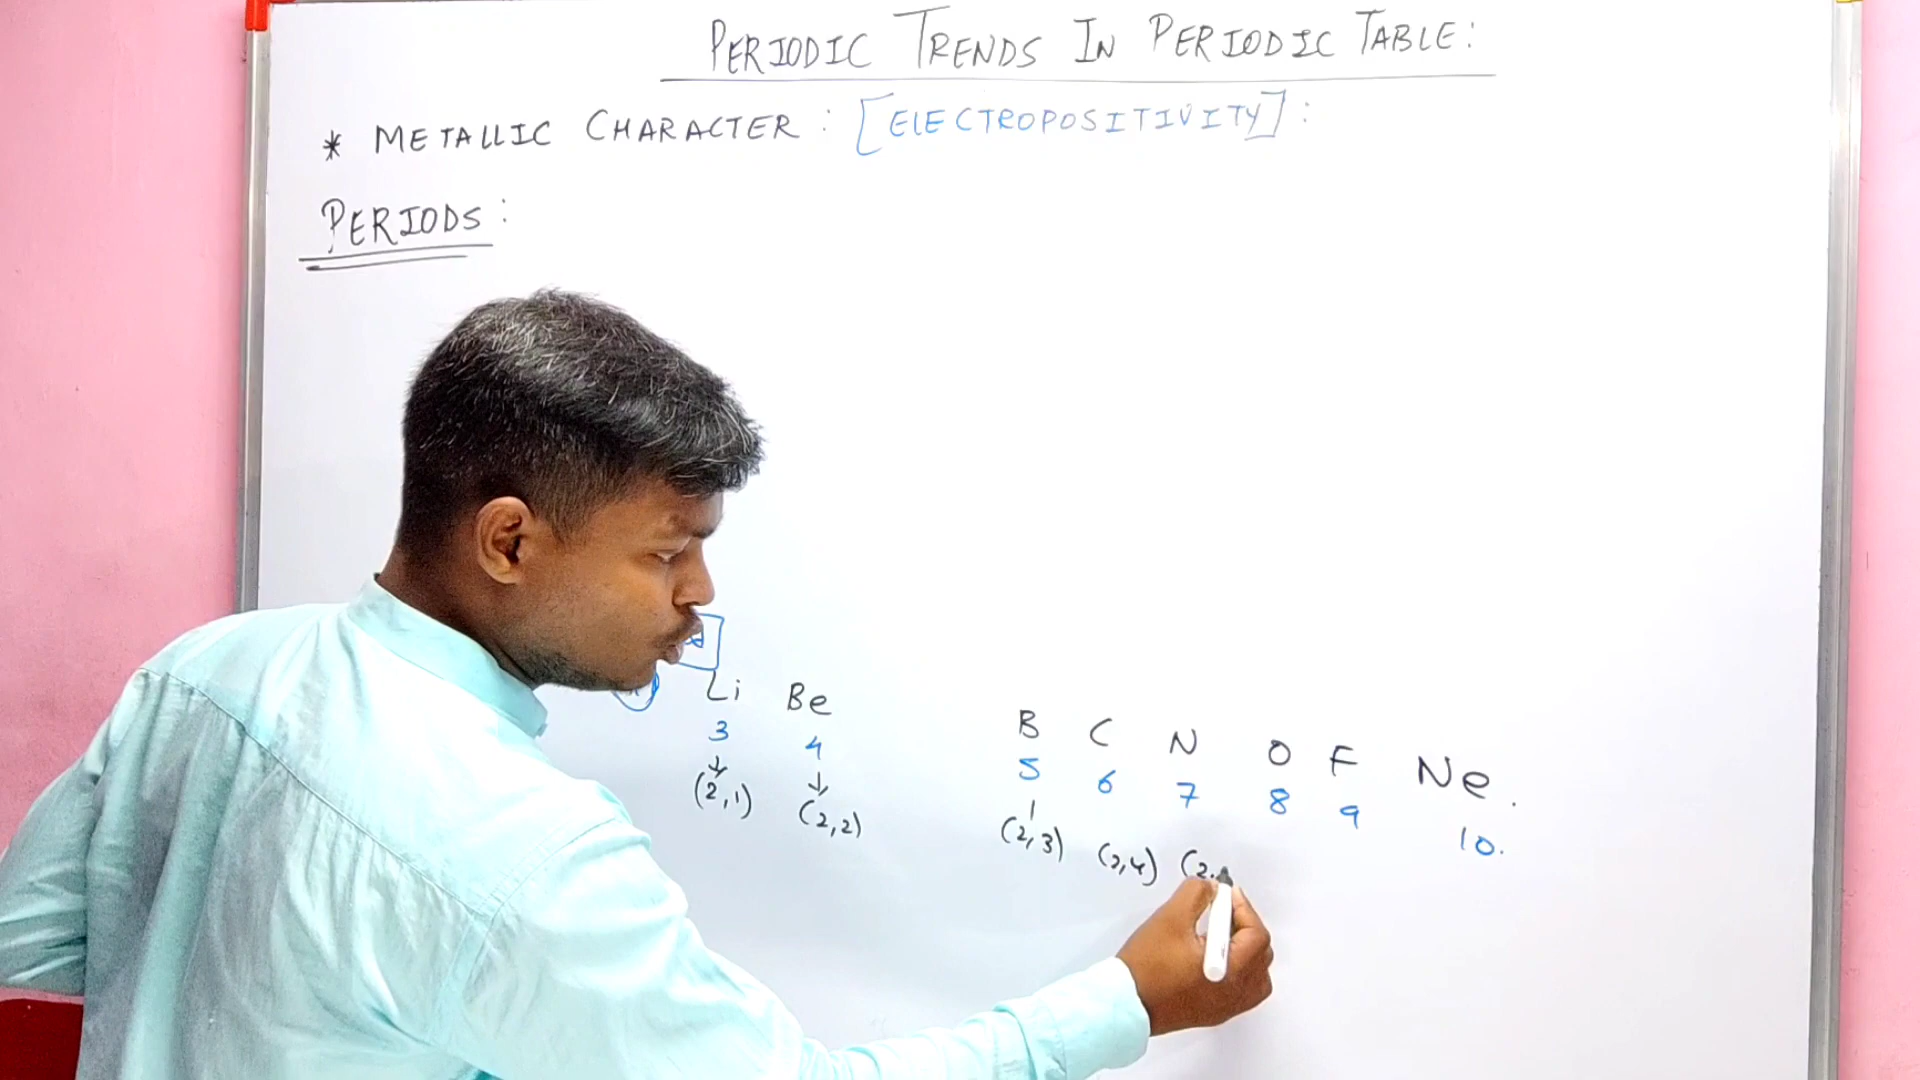 PERIODIC TRENDS IN PERIODIC TABLE:
* METALLIC CHARACTER: [ELECTROPOSITIVITY]:
PERIODS:
Li Be B C N O F Ne.
3 4 5 6 7 8 9 10.
(2,1) (2,2) (2,3) (2,4) (2,